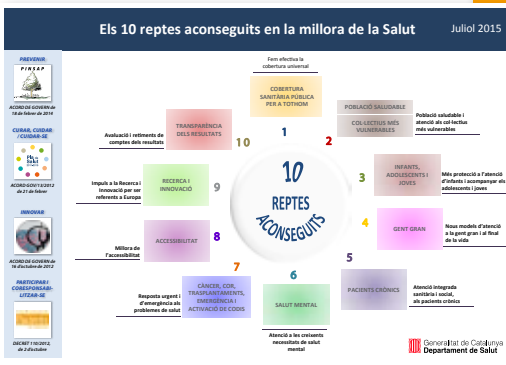 Els 10 reptes aconseguits en la millora de la Salut
Juliol 2015
PREVENIR
PINSAP
ACORD DE GOVERN de
18 de febrer de 2014
CURAR, CUIDAR
I CUIDAR-SE
Pla de
Salut
ACORD GOV/13/2012
de 21 de febrer
INNOVAR
ACORD DE GOVERN de
16 d'octubre de 2012
PARTICIPAR I
CORESPONSABI-
LITZAR-SE
DECRET 110/2012,
de 2 d'octubre
Fem efectiva la
cobertura universal
COBERTURA
SANITÀRIA PÚBLICA
PER A TOTHOM
1
POBLACIÓ SALUDABLE
COL·LECTIUS MÉS
VULNERABLES
2
Població saludable i
atenció als col·lectius
més vulnerables
INFANTS,
ADOLESCENTS I
JOVES
3
Més protecció a l'atenció
d'infants i acompanyar els
adolescents i joves
GENT GRAN
4
Nous models d'atenció
a la gent gran i al final
de la vida
PACIENTS CRÒNICS
5
Atenció integrada
sanitària i social,
als pacients crònics
SALUT MENTAL
6
Atenció a les creixents
necessitats de salut
mental
7
CÀNCER, COR,
TRASPLANTAMENTS,
EMERGÈNCIA I
ACTIVACIÓ DE CODIS
Resposta urgent i
d'emergència als
problemes de salut
8
ACCESSIBILITAT
Millora de
l'accessibilitat
9
RECERCA I
INNOVACIÓ
Impuls a la Recerca i
Innovació per ser
referents a Europa
10
TRANSPARÈNCIA
DELS RESULTATS
Avaluació i retiments de
comptes dels resultats
10
REPTES
ACONSEGUITS
Generalitat de Catalunya
Departament de Salut